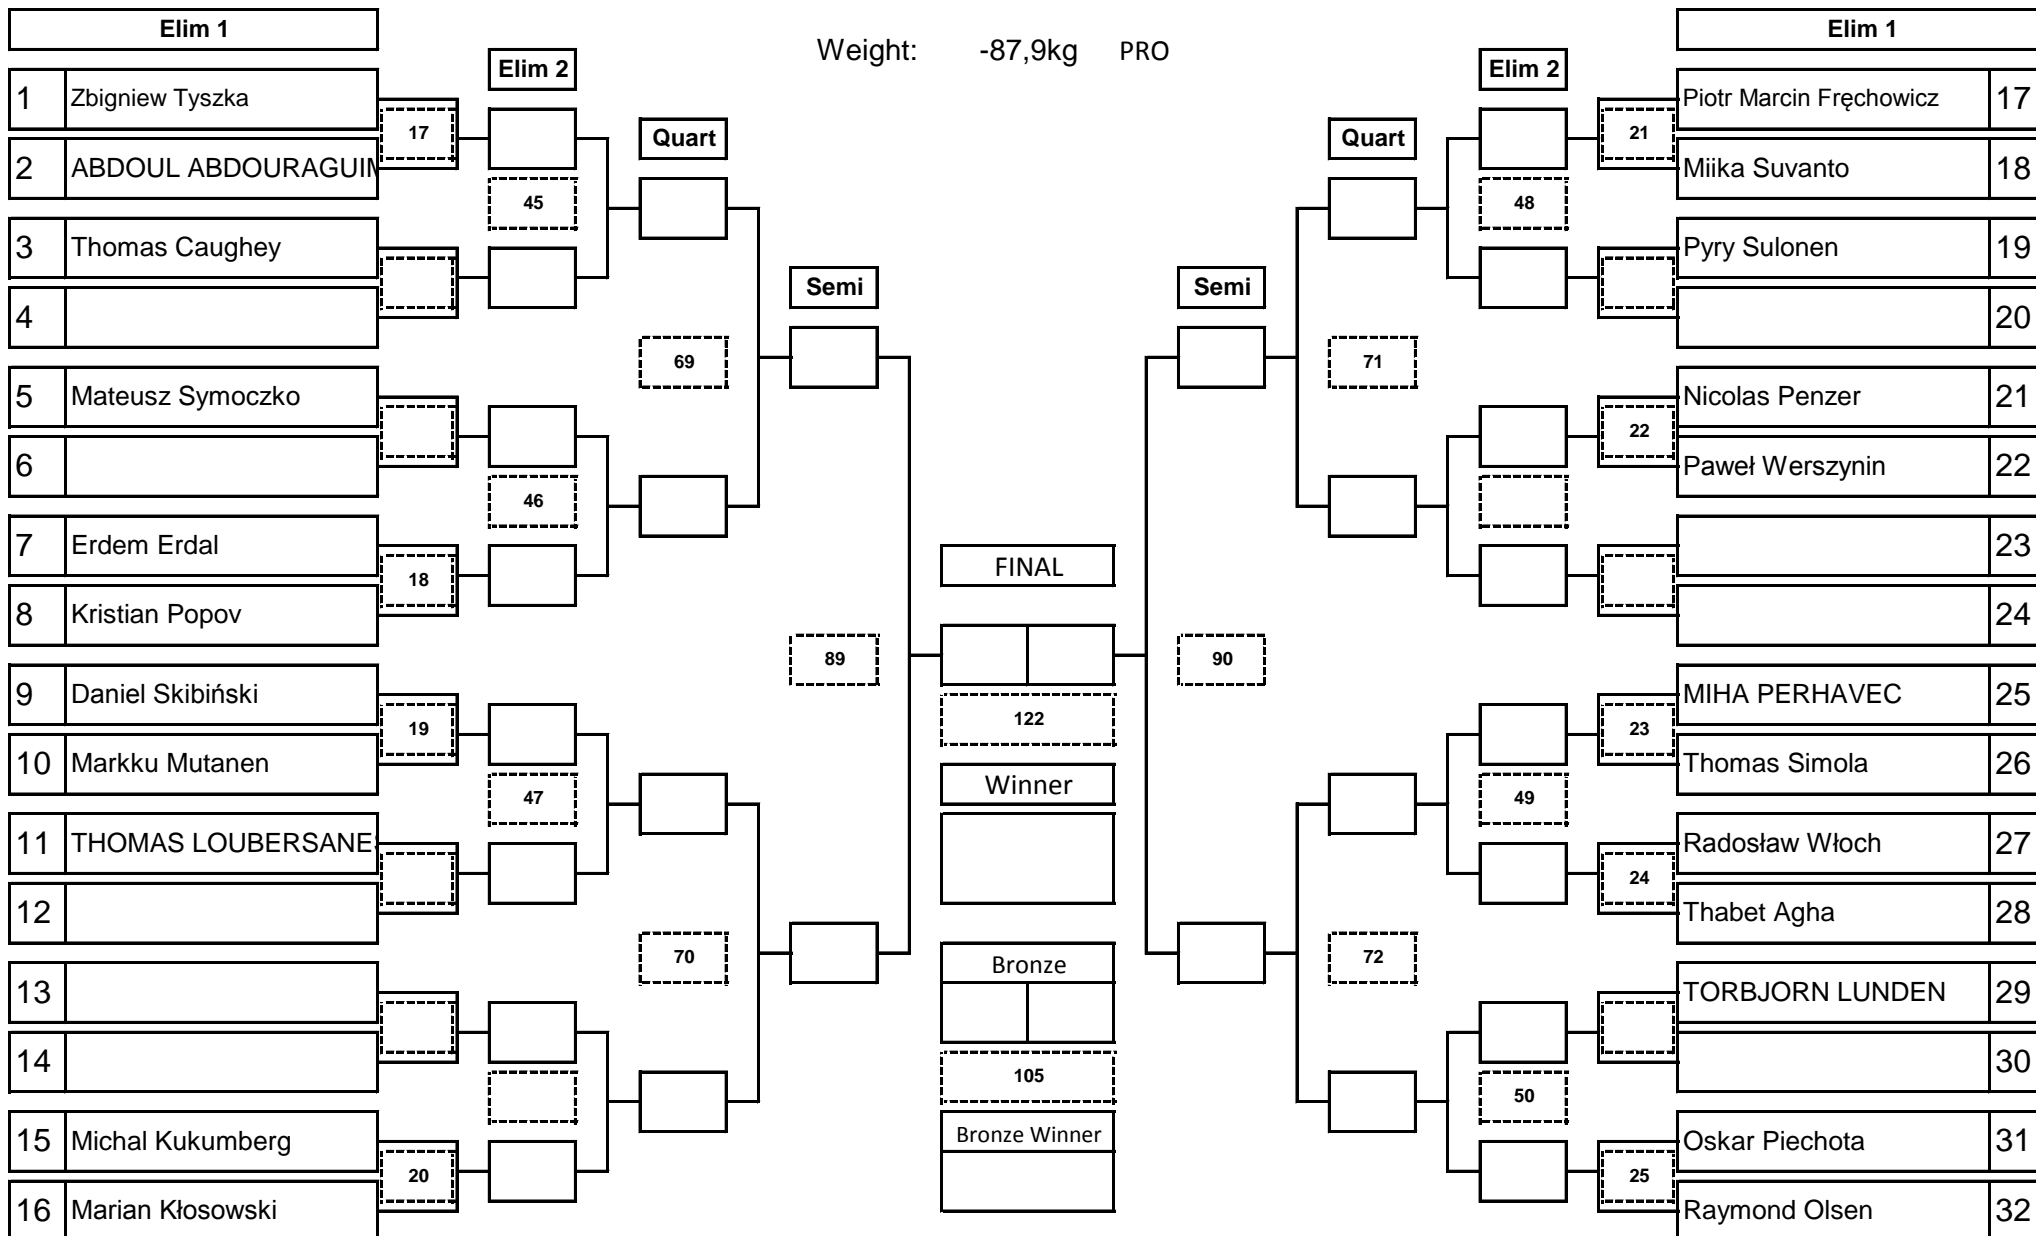 Elim 1
Weight: -87,9kg PRO
Elim 1
Elim 2
Elim 2
1 Zbigniew Tyszka
Piotr Marcin Fręchowicz 17
17
Quart
Quart
21
2 ABDOUL ABDOURAGUIM
Miika Suvanto 18
45
48
3 Thomas Caughey
Pyry Sulonen 19
Semi
Semi
4
20
69
71
5 Mateusz Symoczko
Nicolas Penzer 21
22
6
Paweł Werszynin 22
46
7 Erdem Erdal
23
FINAL
18
8 Kristian Popov
24
89
90
9 Daniel Skibiński
MIHA PERHAVEC 25
19
122
23
10 Markku Mutanen
Thomas Simola 26
Winner
47
49
11 THOMAS LOUBERSANES
Radosław Włoch 27
24
12
Thabet Agha 28
70
Bronze
72
13
TORBJORN LUNDEN 29
14
30
105
50
15 Michal Kukumberg
Bronze Winner
Oskar Piechota 31
20
25
16 Marian Kłosowski
Raymond Olsen 32